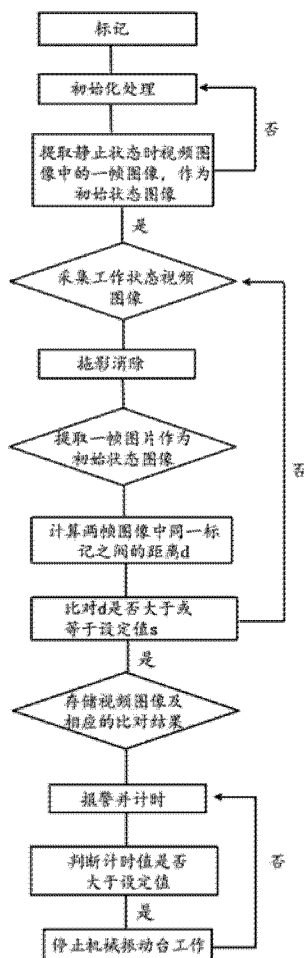 标记
初始化处理
否
提取静止状态时视频图
像中的一帧图像，作为
初始状态图像
是
采集工作状态视频
图像
拖影消除
提取一帧图片作为
初始状态图像
否
计算两帧图像中同一标
记之间的距离d
比对d是否大于或
等于设定值s
是
存储视频图像及
相应的比对结果
报警并计时
判断计时值是否
大于设定值
否
是
停止机械振动台工作